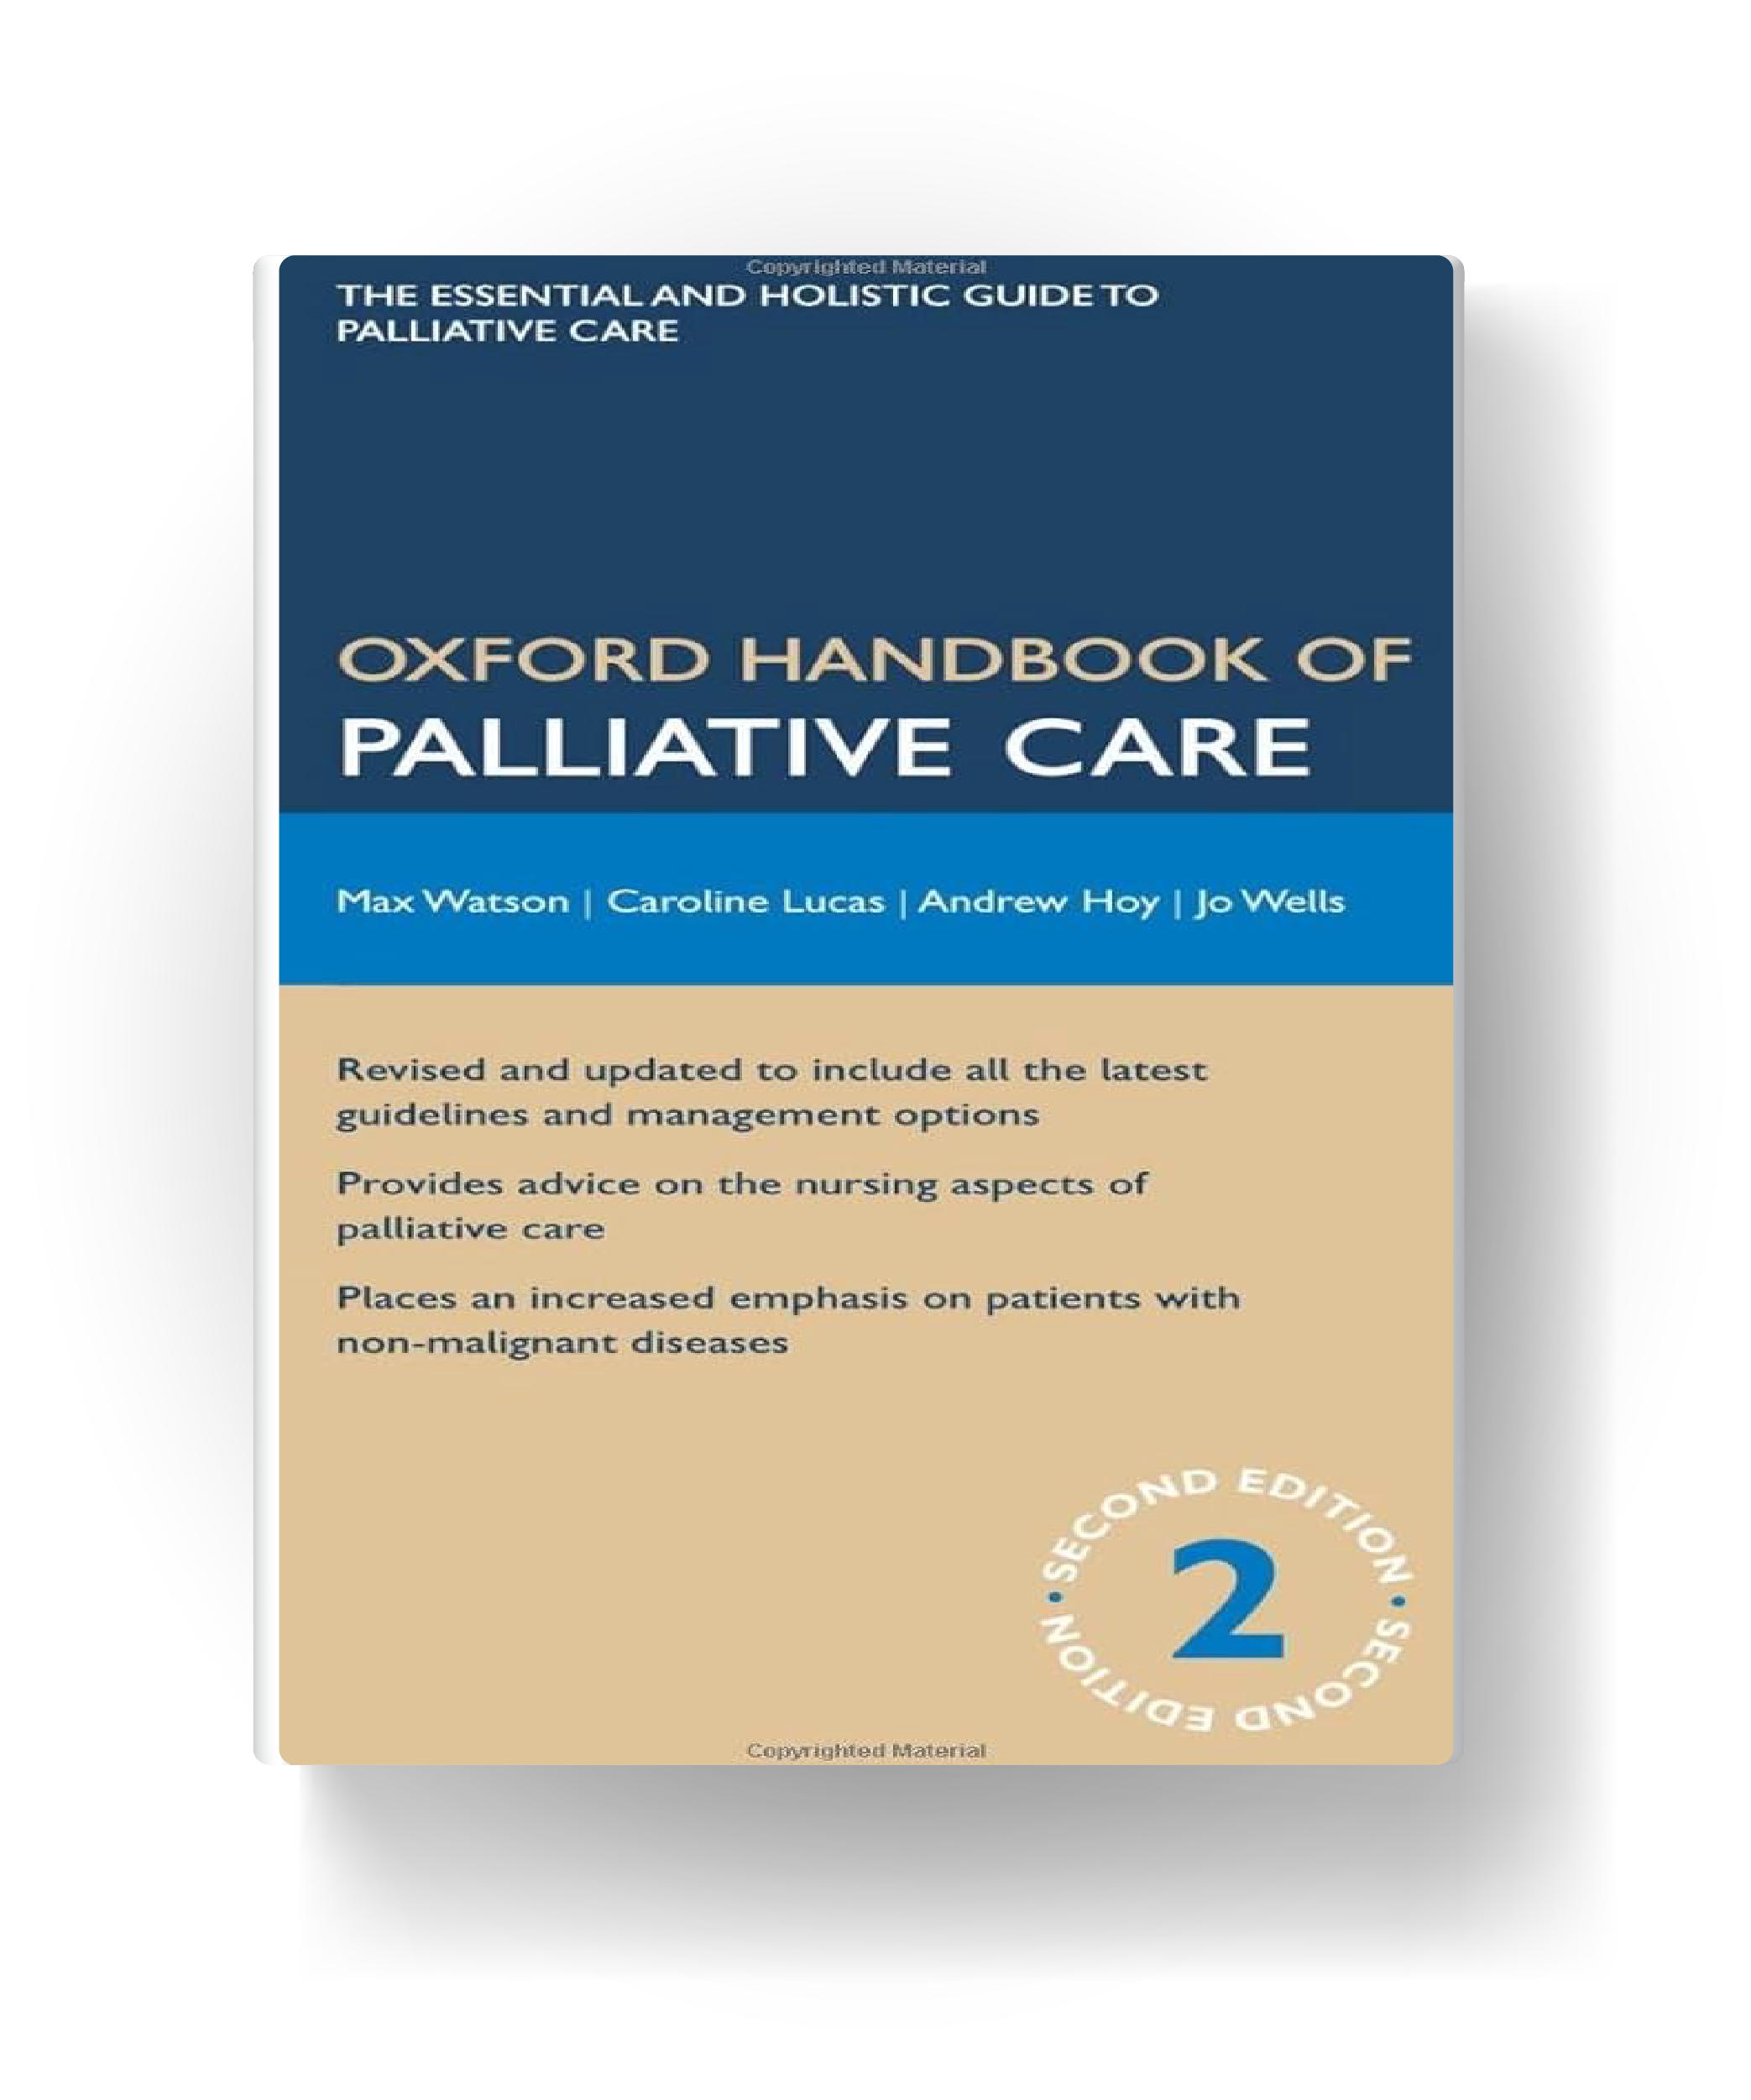 Copyrighted Material
THE ESSENTIAL AND HOLISTIC GUIDE TO
PALLIATIVE CARE
OXFORD HANDBOOK OF
PALLIATIVE CARE
Max Watson | Caroline Lucas | Andrew Hoy | Jo Wells
Revised and updated to include all the latest
guidelines and management options
Provides advice on the nursing aspects of
palliative care
Places an increased emphasis on patients with
non-malignant diseases
• SECOND EDITION • SECOND EDITION
2
Copyrighted Material